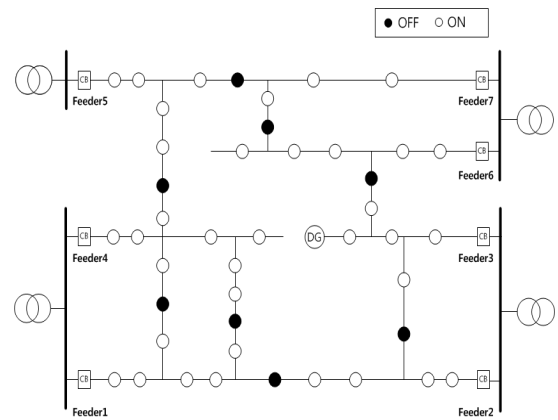 OFF ON
CB
Feeder5
CB
Feeder7
CB
Feeder6
CB
Feeder4
DG
CB
Feeder3
CB
Feeder1
CB
Feeder2